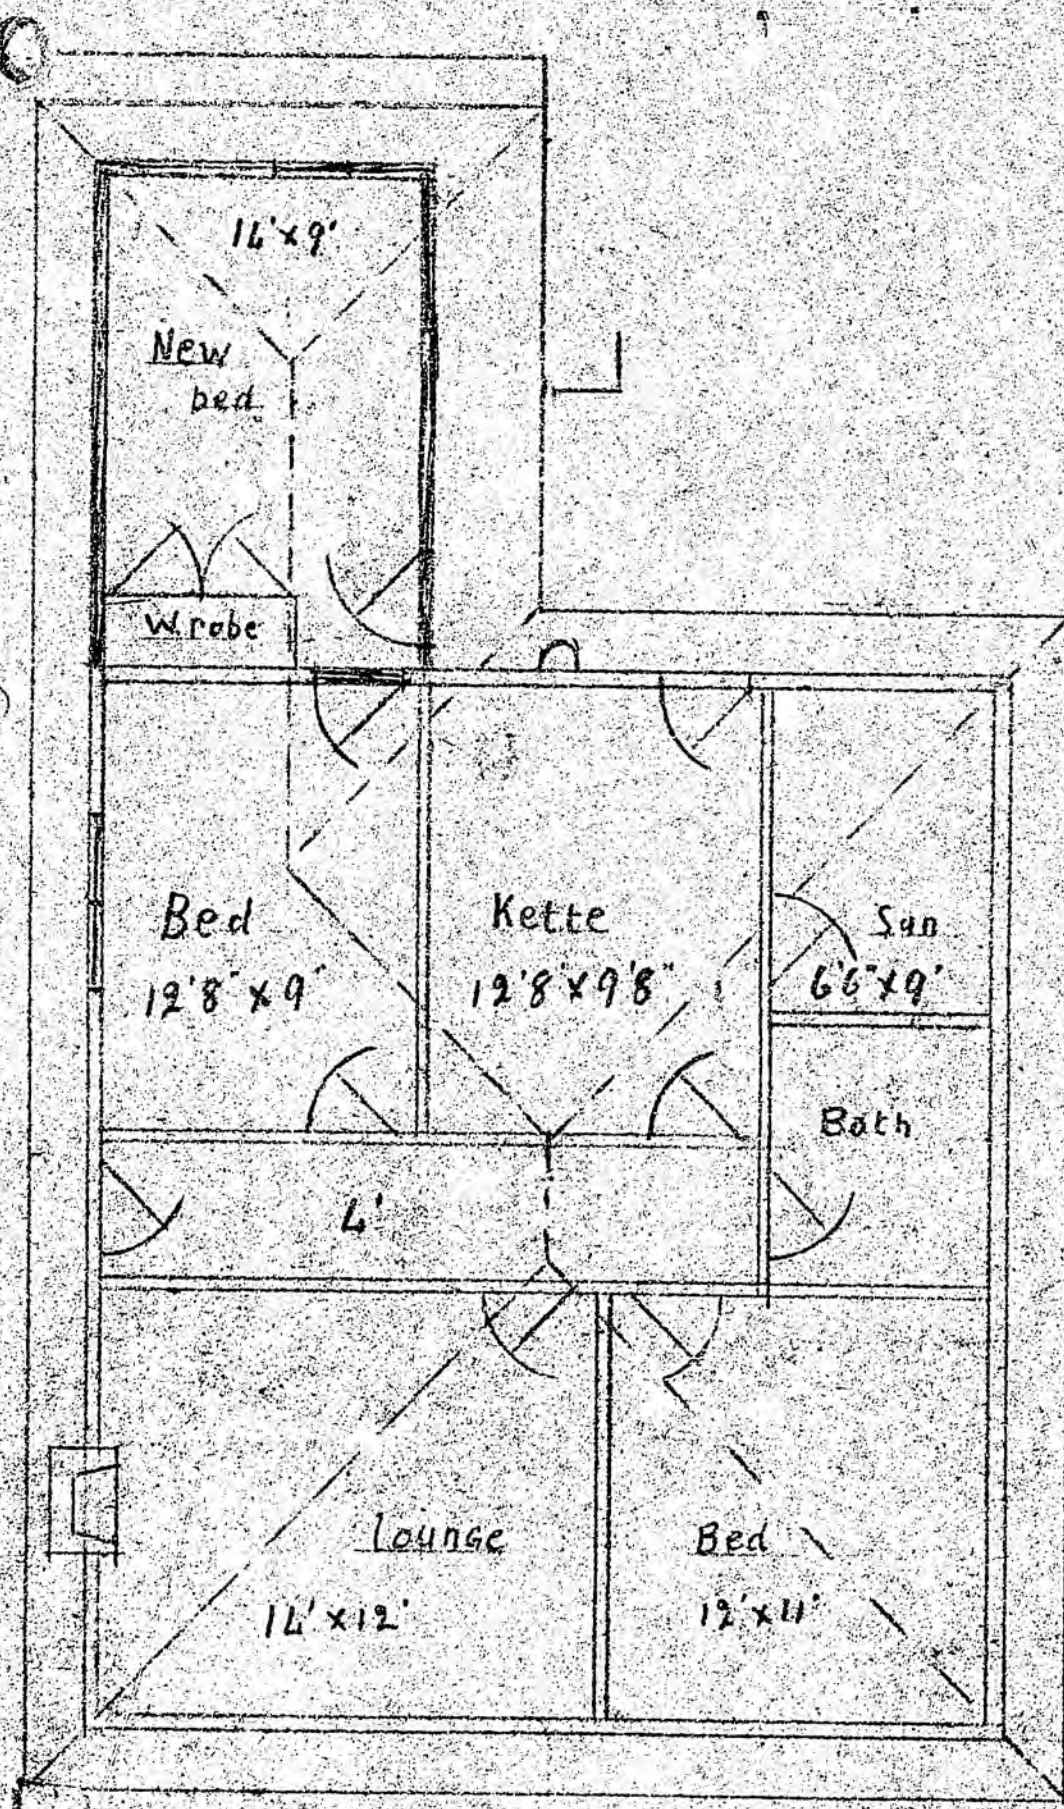 14'x9'
New
bed
W.robe
Bed
12'8"x9"
Kette
12'8"x9'8"
Sun
6'6"x9'
Bath
4'
Lounge
14'x12'
Bed
12'x11'